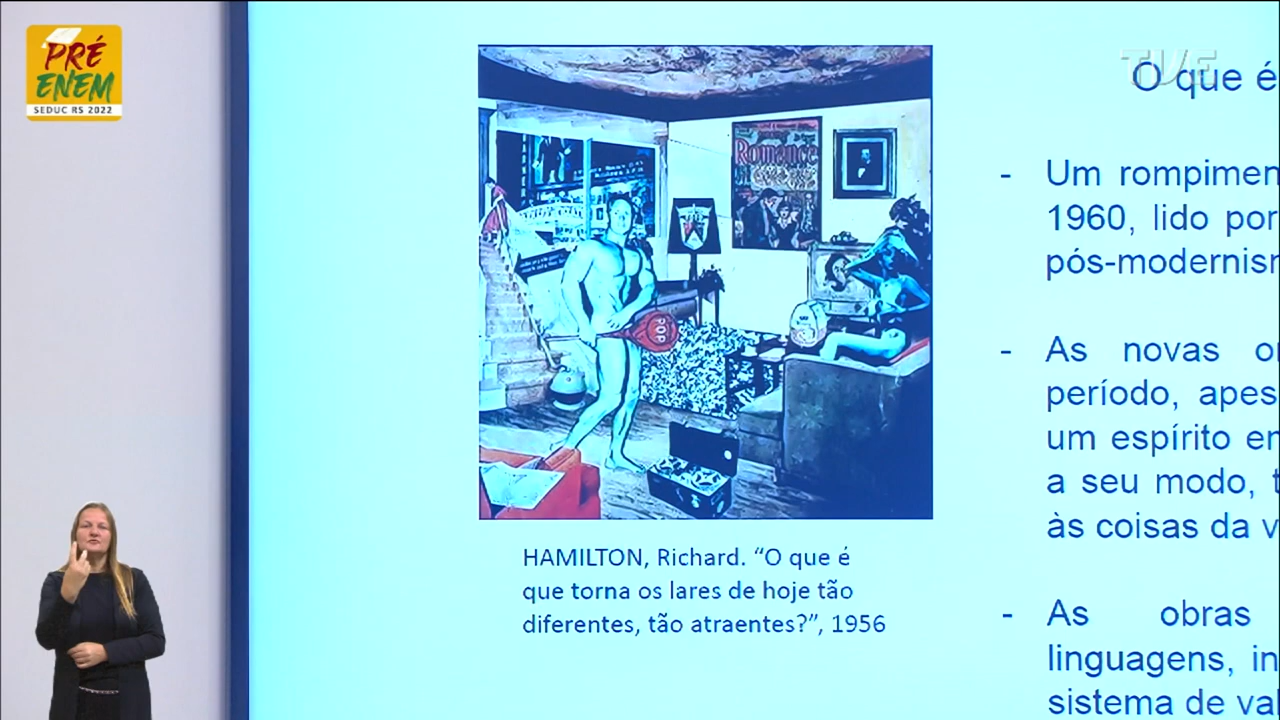 PRÉ
ENEM
SEDUC RS 2022
TVE
O que é
Romance
POP
- Um rompimen
1960, lido por
pós-modernisr
- As novas o
período, apes
um espírito e
a seu modo, t
às coisas da v
- As obras
linguagens, in
sistema de val
HAMILTON, Richard. “O que é
que torna os lares de hoje tão
diferentes, tão atraentes?”, 1956